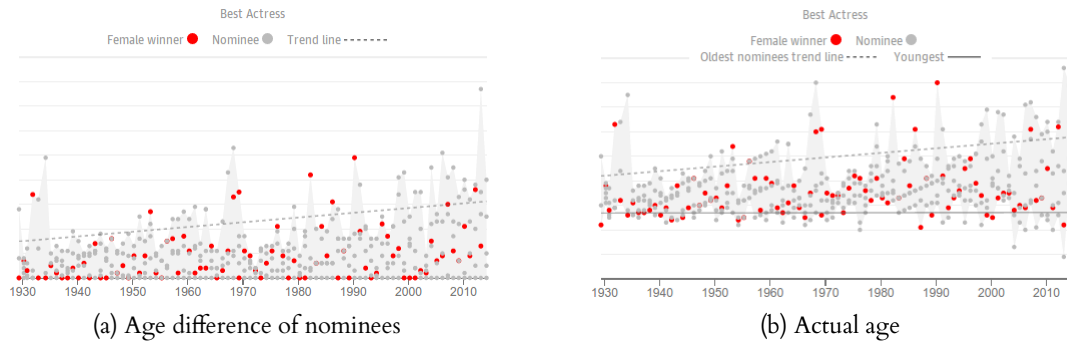 Best Actress
Female winner Nominee Trend line
1930 1940 1950 1960 1970 1980 1990 2000 2010
(a) Age difference of nominees
Best Actress
Female winner Nominee
Oldest nominees trend line Youngest
1930 1940 1950 1960 1970 1980 1990 2000 2010
(b) Actual age